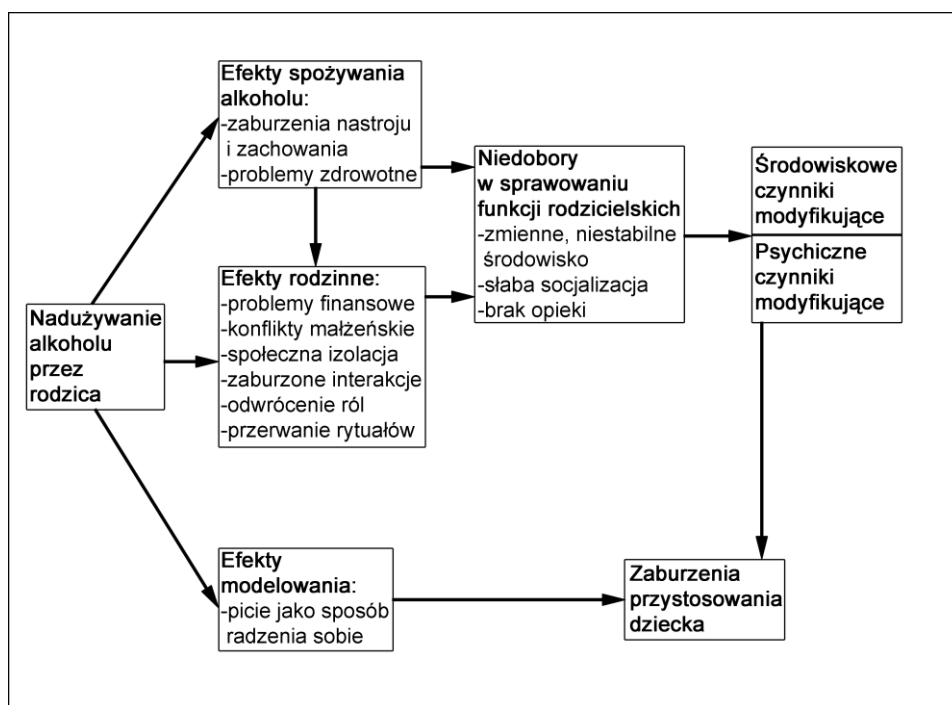 Efekty spożywania
alkoholu:
-zaburzenia nastroju
i zachowania
-problemy zdrowotne
Niedobory
w sprawowaniu
funkcji rodzicielskich
-zmienne, niestabilne
środowisko
-słaba socjalizacja
-brak opieki
Środowiskowe
czynniki
modyfikujące
Psychiczne
czynniki
modyfikujące
Nadużywanie
alkoholu
przez
rodzica
Efekty rodzinne:
-problemy finansowe
-konflikty małżeńskie
-społeczna izolacja
-zaburzone interakcje
-odwrócenie ról
-przerwanie rytuałów
Efekty
modelowania:
-picie jako sposób
radzenia sobie
Zaburzenia
przystosowania
dziecka